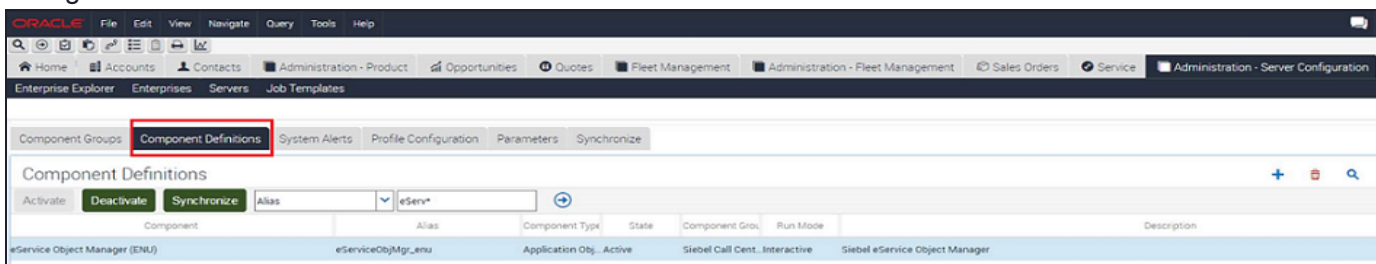 ORACLE File Edit View Navigate Query Tools Help
Home Accounts Contacts Administration - Product Opportunities Quotes Fleet Management Administration - Fleet Management Sales Orders Service Administration - Server Configuration
Enterprise Explorer Enterprises Servers Job Templates
Component Groups Component Definitions System Alerts Profile Configuration Parameters Synchronize
Component Definitions
Activate Deactivate Synchronize Alias eServ*
Component Alias Component Type State Component Grou Run Mode Description
eService Object Manager (ENU) eServiceObjMgr_enu Application Obj... Active Siebel Call Cent... Interactive Siebel eService Object Manager